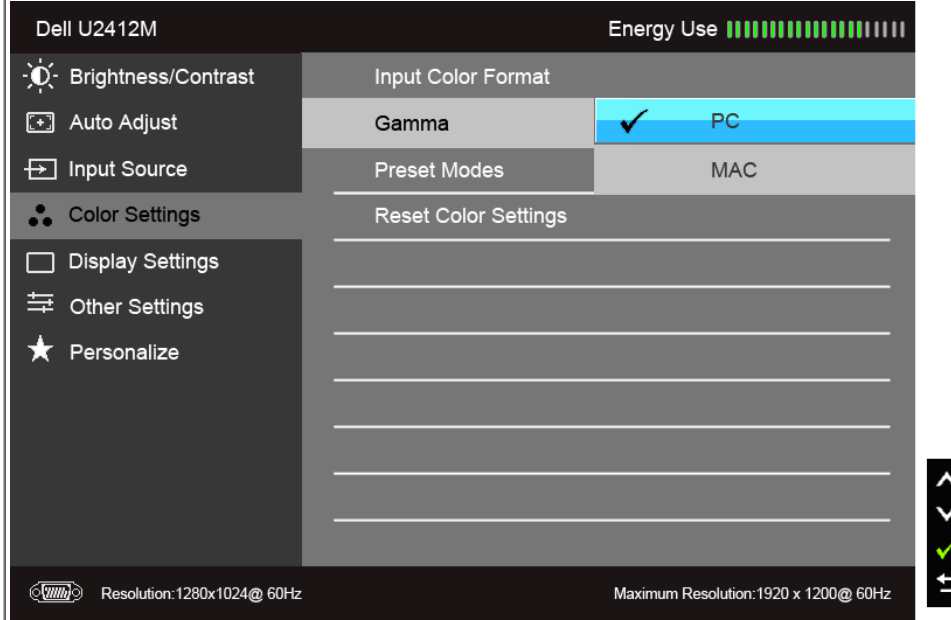 Dell U2412M Energy Use
Brightness/Contrast Input Color Format
Auto Adjust Gamma PC
Input Source Preset Modes MAC
Color Settings Reset Color Settings
Display Settings
Other Settings
Personalize
Resolution:1280x1024@ 60Hz Maximum Resolution:1920 x 1200@ 60Hz